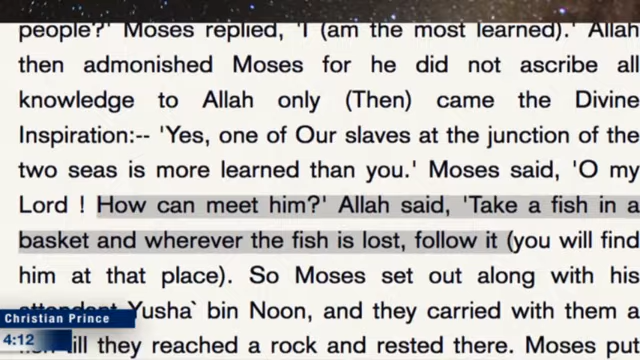 people?' Moses replied, 'I (am the most learned).' Allah
then admonished Moses for he did not ascribe all
knowledge to Allah only (Then) came the Divine
Inspiration:-- 'Yes, one of Our slaves at the junction of the
two seas is more learned than you.' Moses said, 'O my
Lord ! How can meet him?' Allah said, 'Take a fish in a
basket and wherever the fish is lost, follow it (you will find
him at that place). So Moses set out along with his
attendant Yusha` bin Noon, and they carried with them a
till they reached a rock and rested there. Moses put
Christian Prince
4:12